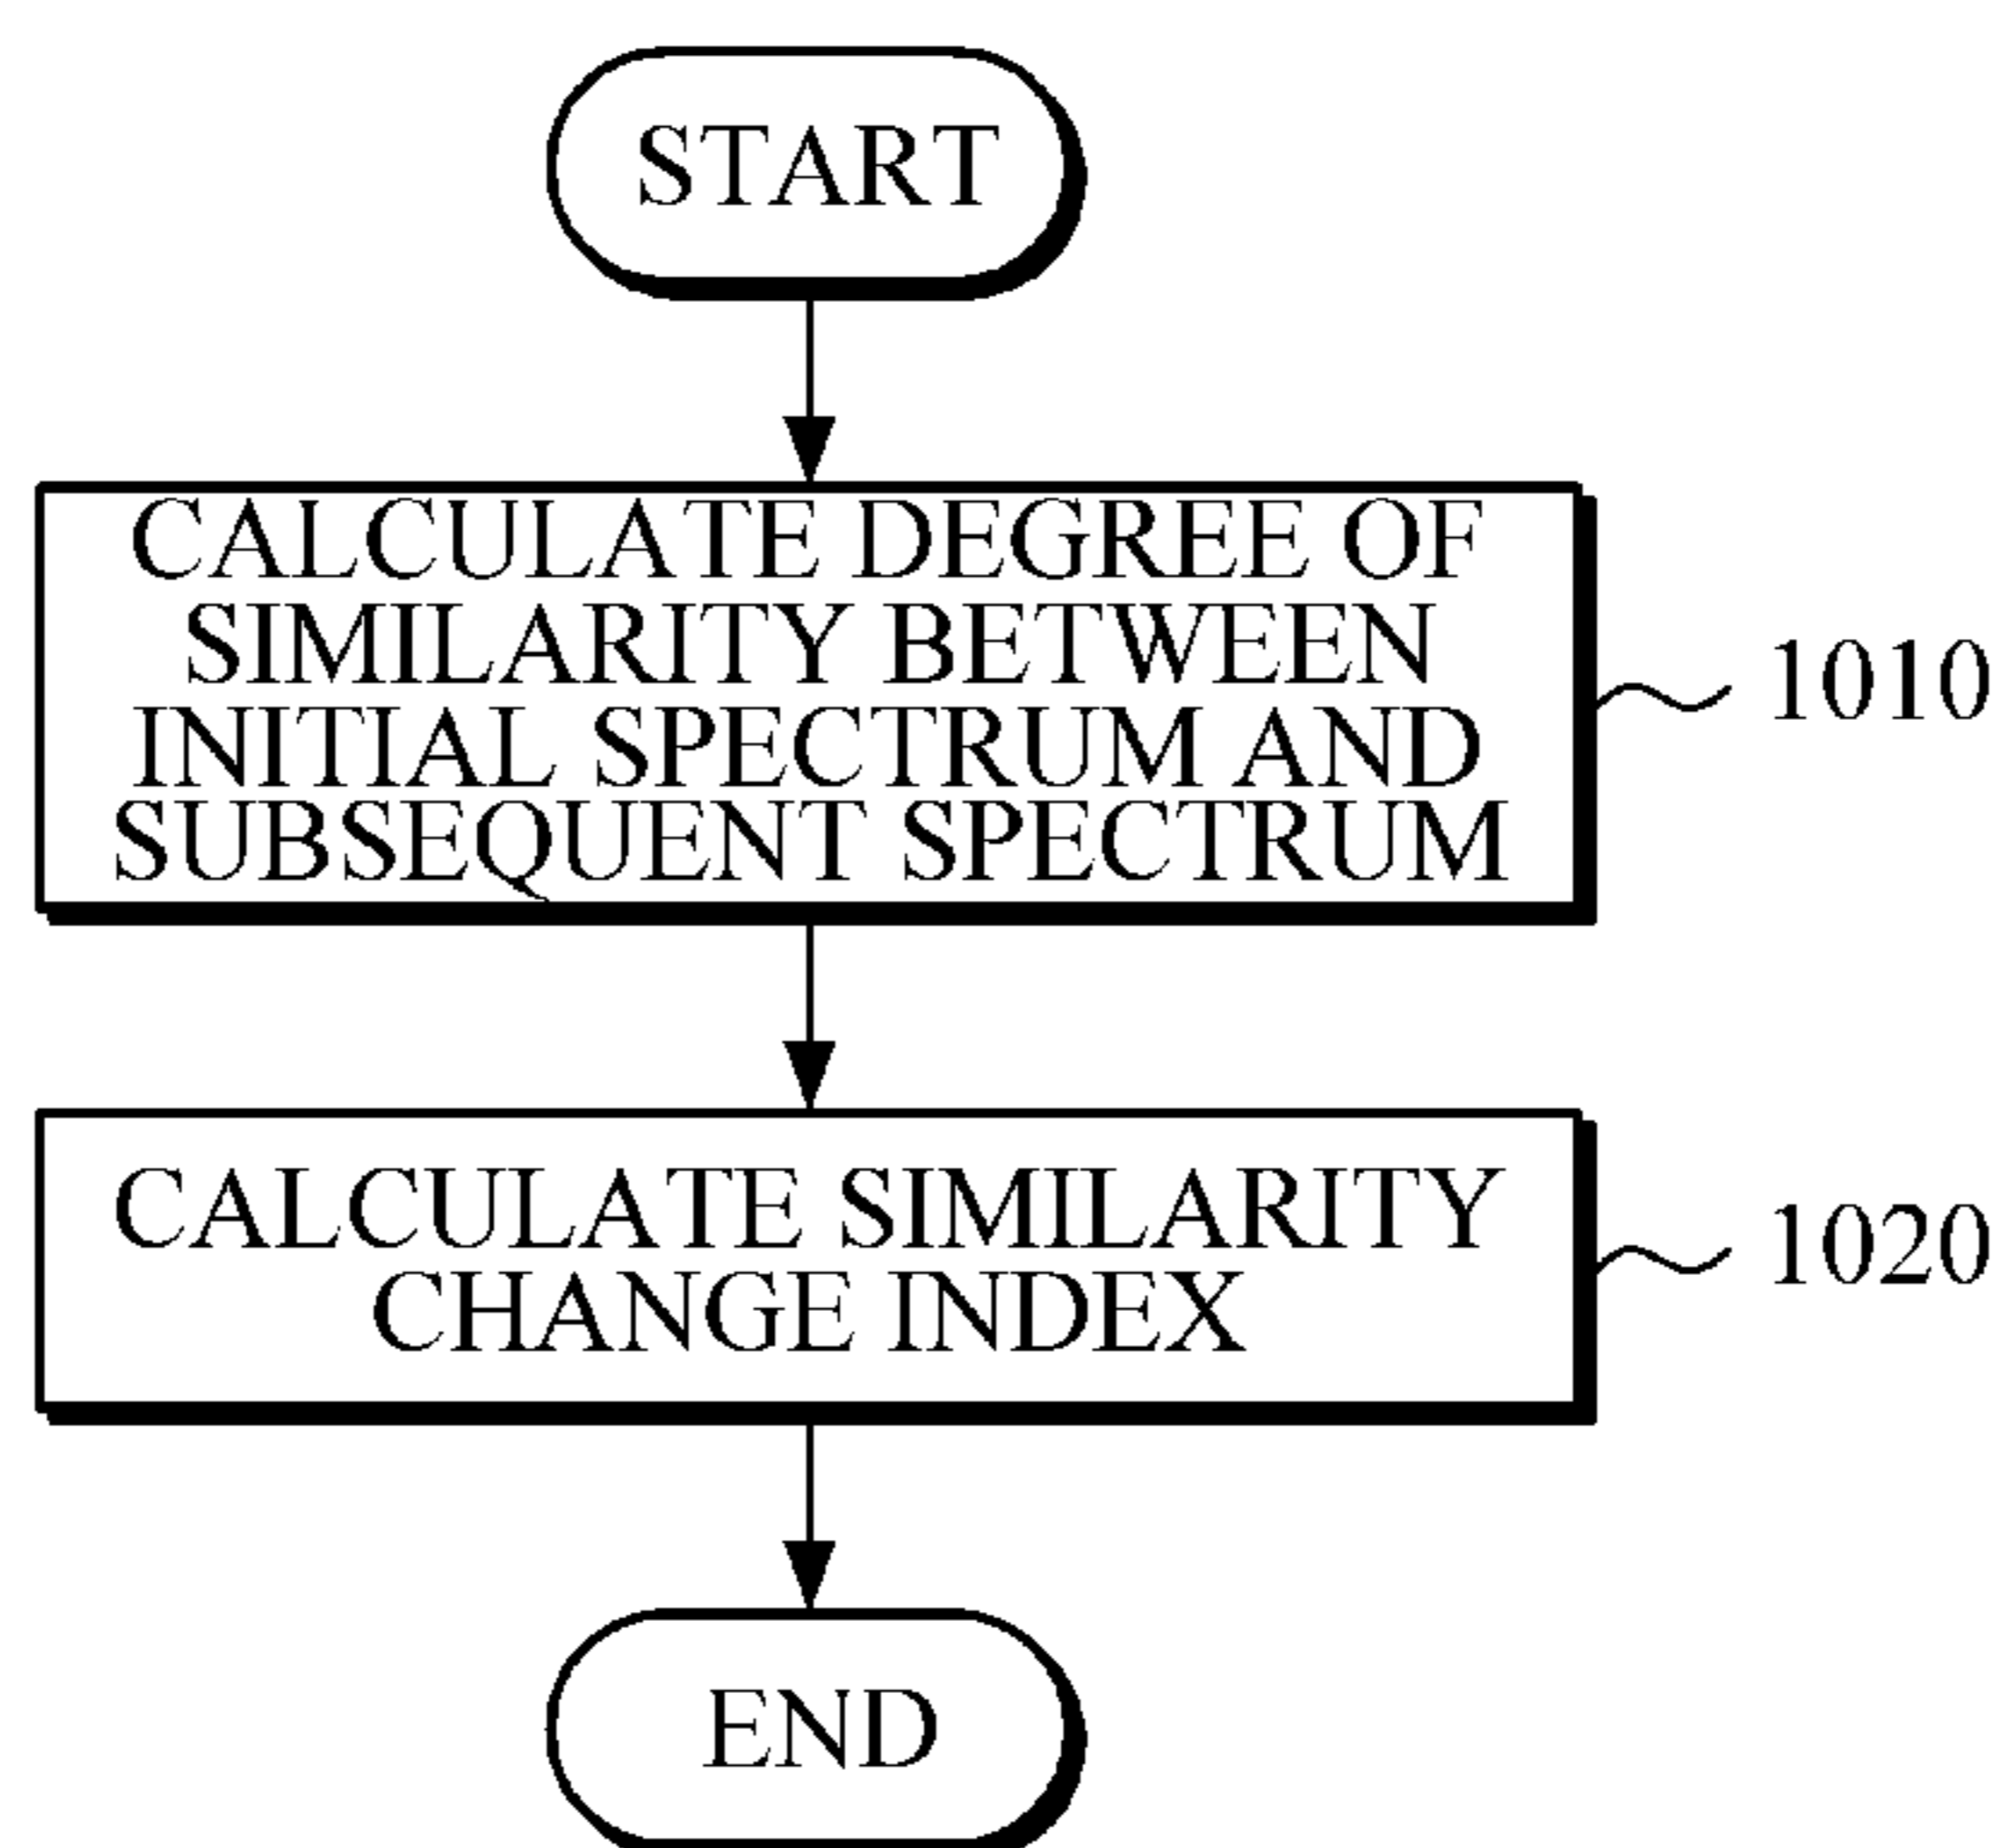 START
CALCULATE DEGREE OF
SIMILARITY BETWEEN
INITIAL SPECTRUM AND
SUBSEQUENT SPECTRUM
1010
CALCULATE SIMILARITY
CHANGE INDEX
1020
END